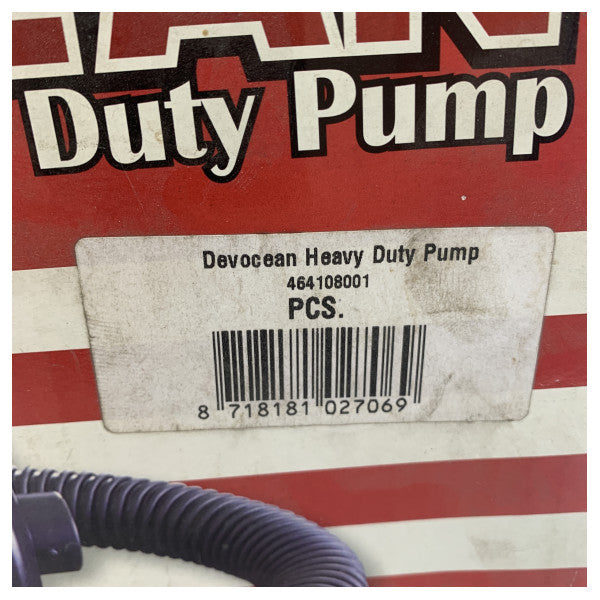 Duty Pump
Devocean Heavy Duty Pump
464108001
PCS.
8 718181 027069